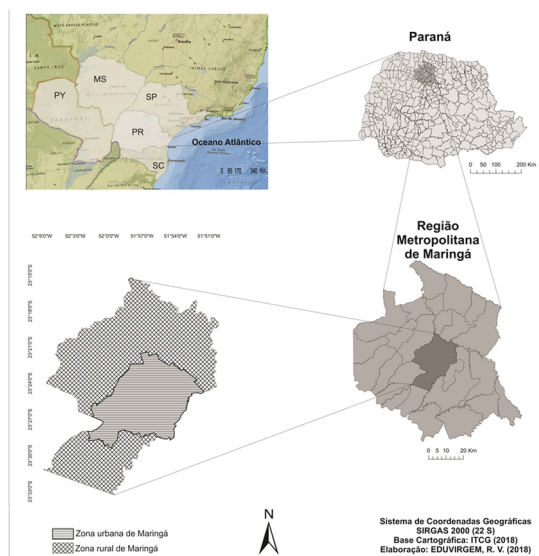 MS
PY
SP
PR
SC
Oceano Atlântico
0 85 170 340 Km
Paraná
0 50 100 200 Km
Região
Metropolitana
de Maringá
0 5 10 20 Km
52°6'0"W 52°3'0"W 52°0'0"W 51°57'0"W 51°54'0"W 51°51'0"W
23°15'0"S
23°18'0"S
23°21'0"S
23°24'0"S
23°27'0"S
23°30'0"S
23°33'0"S
Zona urbana de Maringá
Zona rural de Maringá
N
Sistema de Coordenadas Geográficas
SIRGAS 2000 (22 S)
Base Cartográfica: ITCG (2018)
Elaboração: EDUVIRGEM, R. V. (2018)